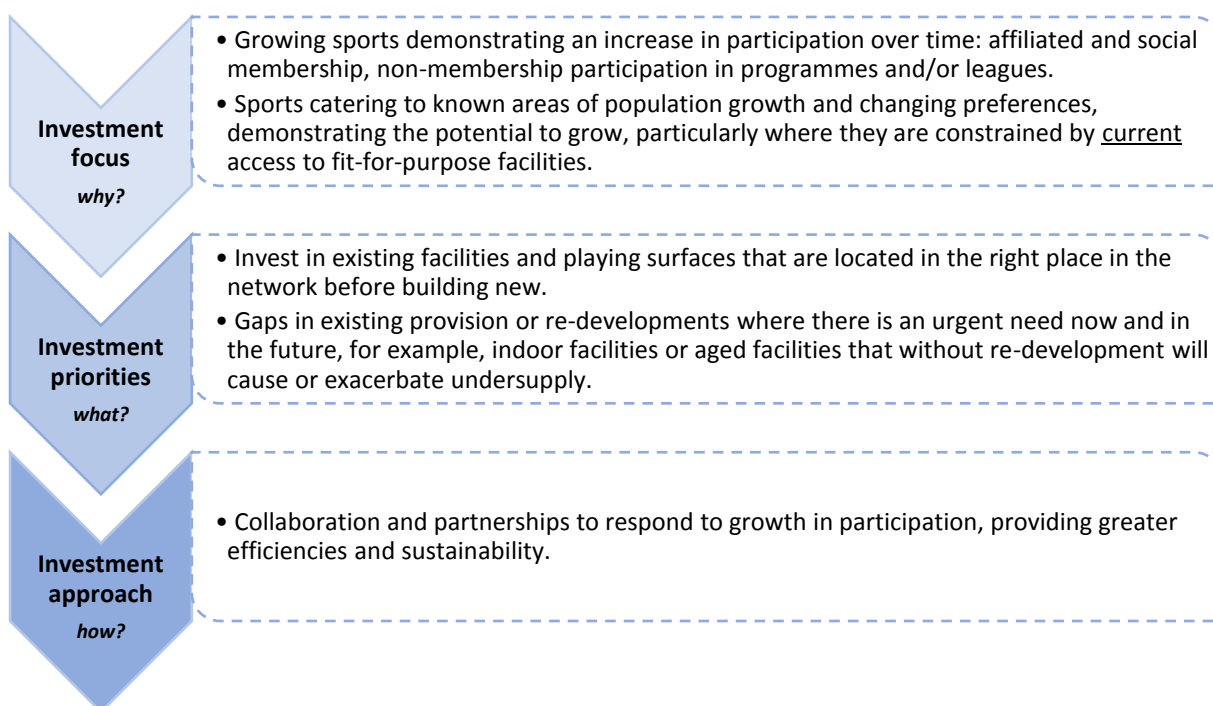 Investment
focus
why?
• Growing sports demonstrating an increase in participation over time: affiliated and social
membership, non-membership participation in programmes and/or leagues.
• Sports catering to known areas of population growth and changing preferences,
demonstrating the potential to grow, particularly where they are constrained by current
access to fit-for-purpose facilities.
Investment
priorities
what?
• Invest in existing facilities and playing surfaces that are located in the right place in the
network before building new.
• Gaps in existing provision or re-developments where there is an urgent need now and in
the future, for example, indoor facilities or aged facilities that without re-development will
cause or exacerbate undersupply.
Investment
approach
how?
• Collaboration and partnerships to respond to growth in participation, providing greater
efficiencies and sustainability.